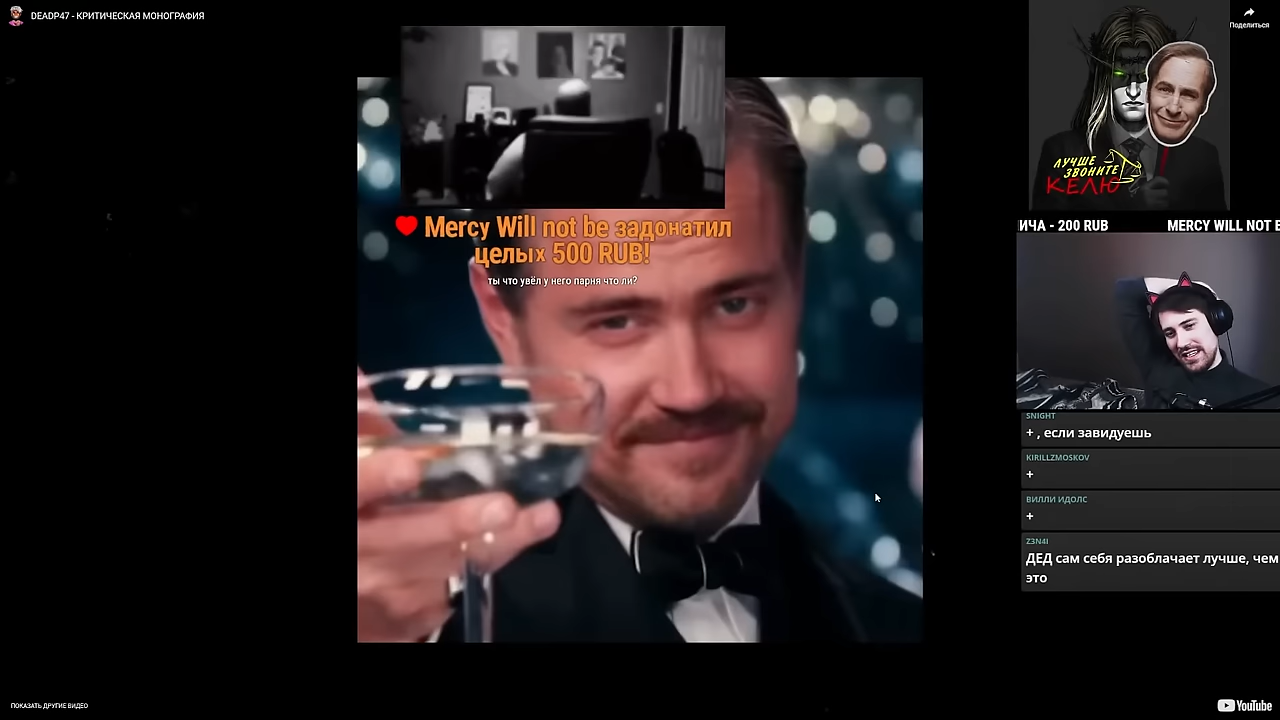 DEADP47 - КРИТИЧЕСКАЯ МОНОГРАФИЯ
Поделиться
ЛУЧШЕ
ЗВОНИТЕ
КЕЛЮ
ИЧА - 200 RUB MERCY WILL NOT B
Mercy Will not be задонатил
целых 500 RUB!
ты что увёл у него парня что ли?
SNIGHT
+ , если завидуешь
KIRILLZMOSKOV
+
ВИЛЛИ ИДОЛС
+
Z3N4I
ДЕД сам себя разоблачает лучше, чем
это
ПОКАЗАТЬ ДРУГИЕ ВИДЕО
YouTube